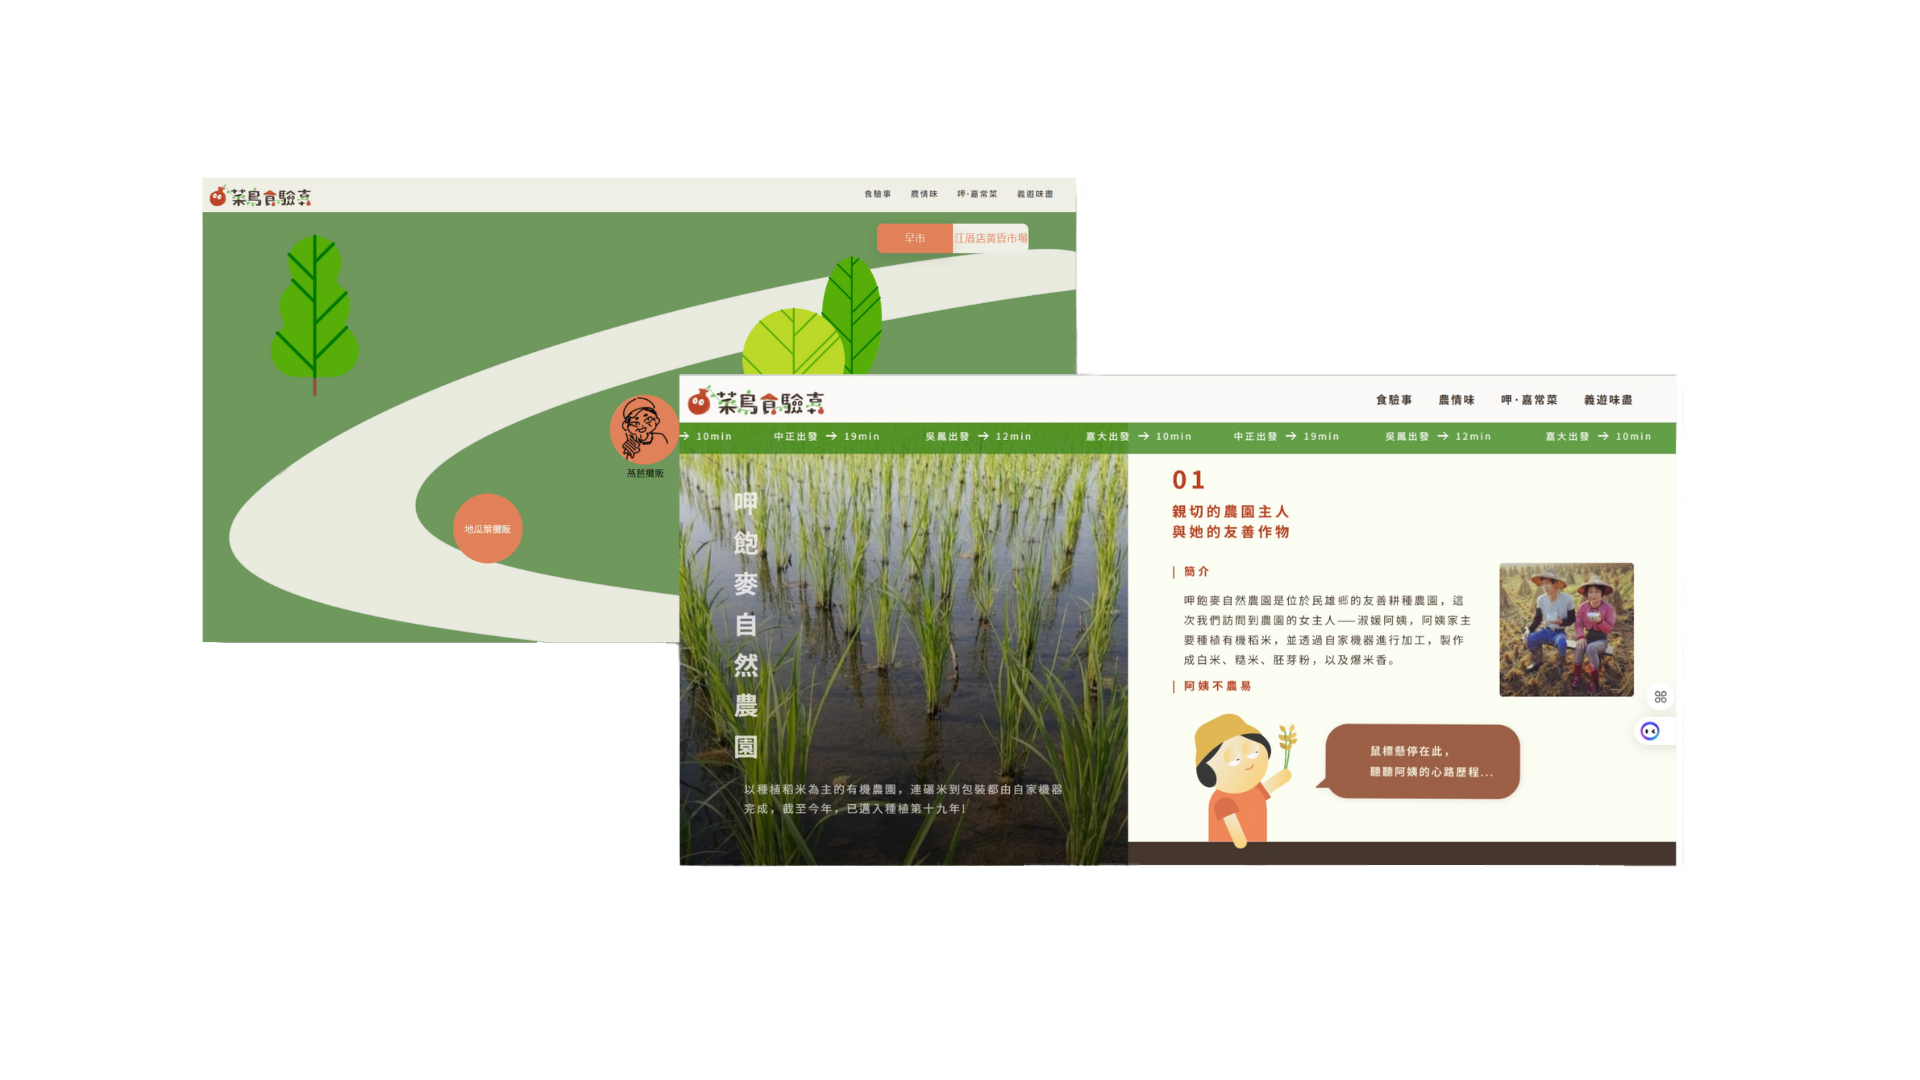 菜鳥食驗嘉
食驗事 農情味 呷·嘉常菜 義遊味盡
早市 江厝店黃昏市場
萵苣攤販
地瓜葉攤販
菜鳥食驗嘉
食驗事 農情味 呷·嘉常菜 義遊味盡
→ 10min 中正出發 → 19min 吳鳳出發 → 12min 嘉大出發 → 10min 中正出發 → 19min 吳鳳出發 → 12min 嘉大出發 → 10min
呷飽麥自然農園
以種植稻米為主的有機農園，連碾米到包裝都由自家機器
完成，截至今年，已邁入種植第十九年！
01
親切的農園主人
與她的友善作物
| 簡介
呷飽麥自然農園是位於民雄鄉的友善耕種農園，這
次我們訪問到農園的女主人——淑媛阿姨，阿姨家主
要種植有機稻米，並透過自家機器進行加工，製作
成白米、糙米、胚芽粉，以及爆米香。
| 阿姨不農易
鼠標懸停在此，
聽聽阿姨的心路歷程...